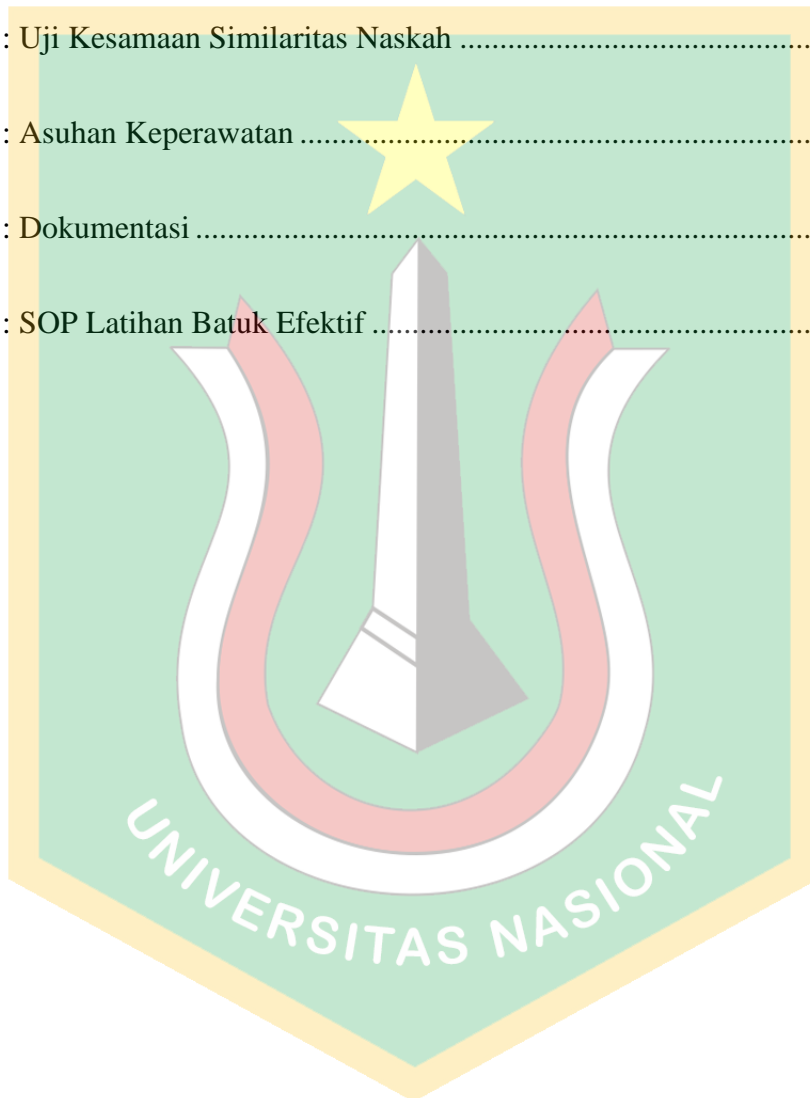 : Uji Kesamaan Similaritas Naskah ............................................
: Asuhan Keperawatan ................................................................
: Dokumentasi .............................................................................
: SOP Latihan Batuk Efektif .......................................................
UNIVERSITAS NASIONAL